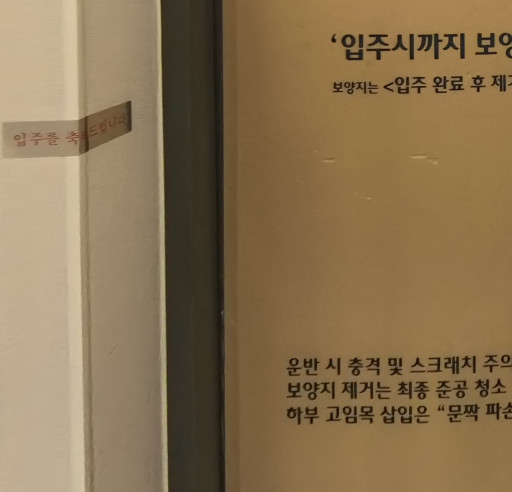 입주를 축하드립니다
‘입주시까지 보양
보양지는 <입주 완료 후 제거
운반 시 충격 및 스크래치 주의
보양지 제거는 최종 준공 청소
하부 고임목 삽입은 “문짝 파손